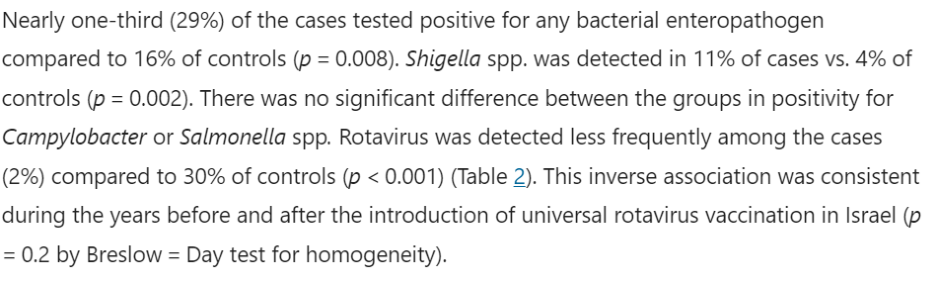 Nearly one-third (29%) of the cases tested positive for any bacterial enteropathogen
compared to 16% of controls (p = 0.008). Shigella spp. was detected in 11% of cases vs. 4% of
controls (p = 0.002). There was no significant difference between the groups in positivity for
Campylobacter or Salmonella spp. Rotavirus was detected less frequently among the cases
(2%) compared to 30% of controls (p < 0.001) (Table 2). This inverse association was consistent
during the years before and after the introduction of universal rotavirus vaccination in Israel (p
= 0.2 by Breslow = Day test for homogeneity).